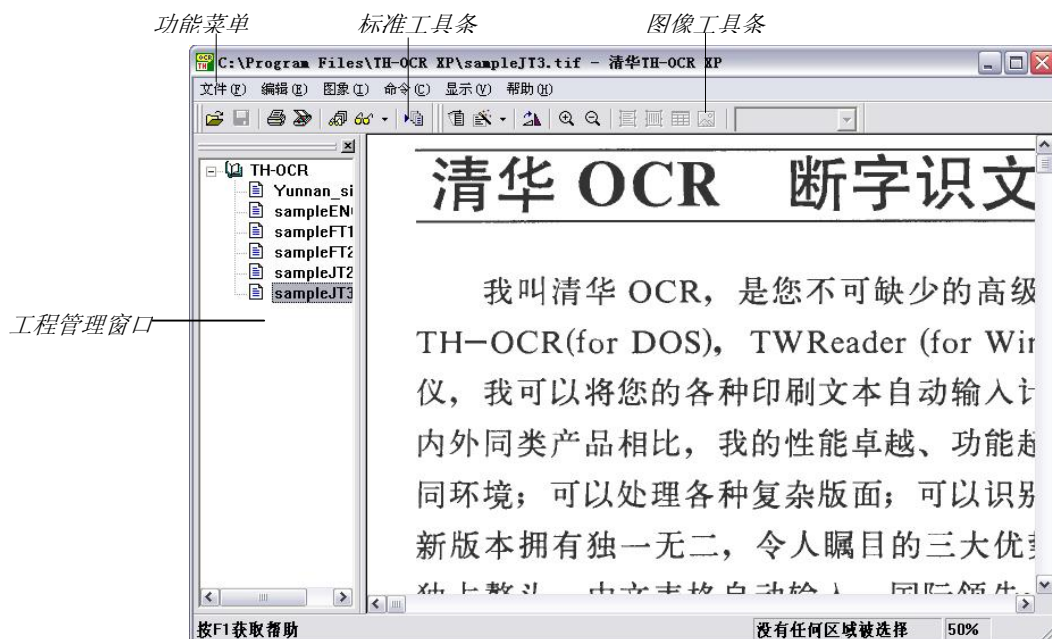 功能菜单 标准工具条 图像工具条
C:\Program Files\TH-OCR XP\sampleJT3.tif - 清华TH-OCR XP
文件(F) 编辑(E) 图象(I) 命令(C) 显示(V) 帮助(H)
TH-OCR
Yunnan_si
sampleEN
sampleFT1
sampleFT2
sampleJT2
sampleJT3
工程管理窗口
清华 OCR 断字识文
我叫清华 OCR，是您不可缺少的高级
TH-OCR(for DOS)，TWReader (for Wi
仪，我可以将您的各种印刷文本自动输入
内外同类产品相比，我的性能卓越、功能
同环境；可以处理各种复杂版面；可以识别
新版本拥有独一无二，令人瞩目的三大优
按F1获取帮助 没有任何区域被选择 50%